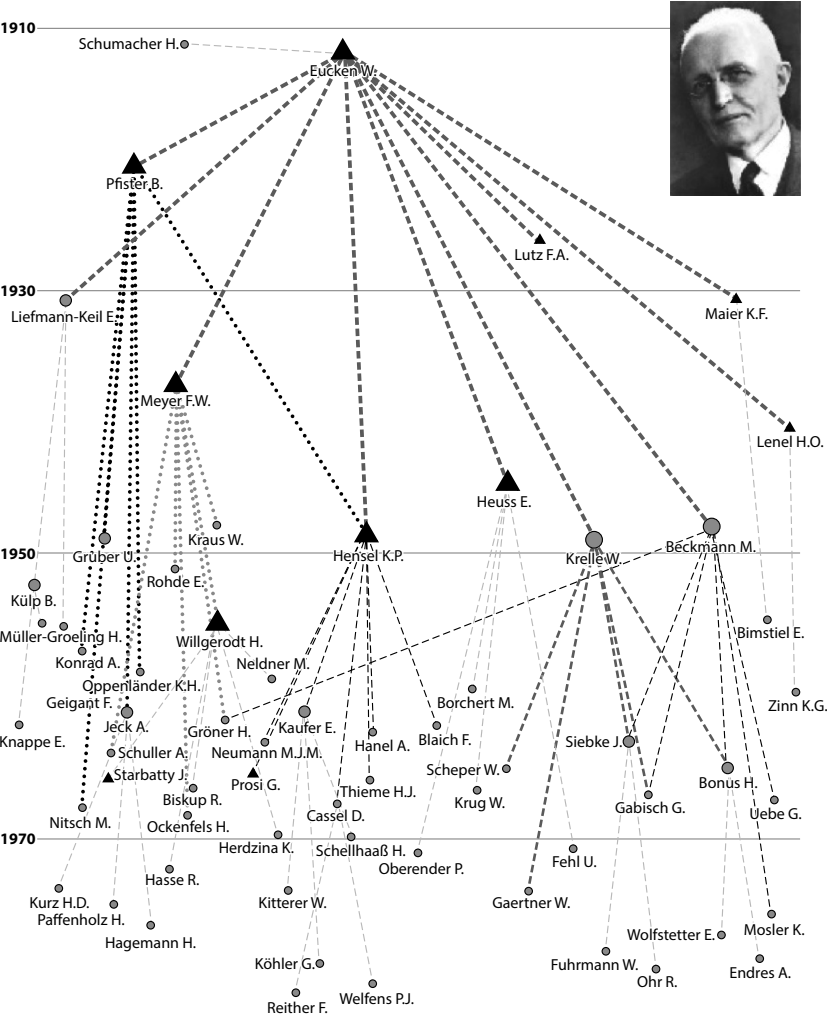 1910
Schumacher H.
Eucken W.
Pfister B.
Lutz F.A.
1930
Liefmann-Keil E.
Maier K.F.
Meyer F.W.
Lenel H.O.
Heuss E.
Kraus W.
Gruber U.
Hensel K.P.
Krelle W.
Beckmann M.
1950
Rohde E.
Külp B.
Müller-Groeling H.
Willgerodt H.
Bimstiel E.
Konrad A.
Neldner M.
Oppenländer K.H.
Geigant F.
Borchert M.
Zinn K.G.
Knappe E.
Jeck A.
Gröner H.
Kaufer E.
Hanel A.
Blaich F.
Siebke J.
Schuller A.
Neumann M.J.M.
Starbatty J.
Prosi G.
Thieme H.J.
Scheper W.
Bonus H.
Biskup R.
Krug W.
Gabisch G.
Uebe G.
Nitsch M.
Ockenfels H.
Cassel D.
1970
Herdzina K.
Schellhaaß H.
Oberender P.
Fehl U.
Hasse R.
Kurz H.D.
Kitterer W.
Gaertner W.
Paffenholz H.
Hagemann H.
Wolfstetter E.
Mosler K.
Köhler G.
Fuhrmann W.
Endres A.
Reither F.
Welfens P.J.
Ohr R.